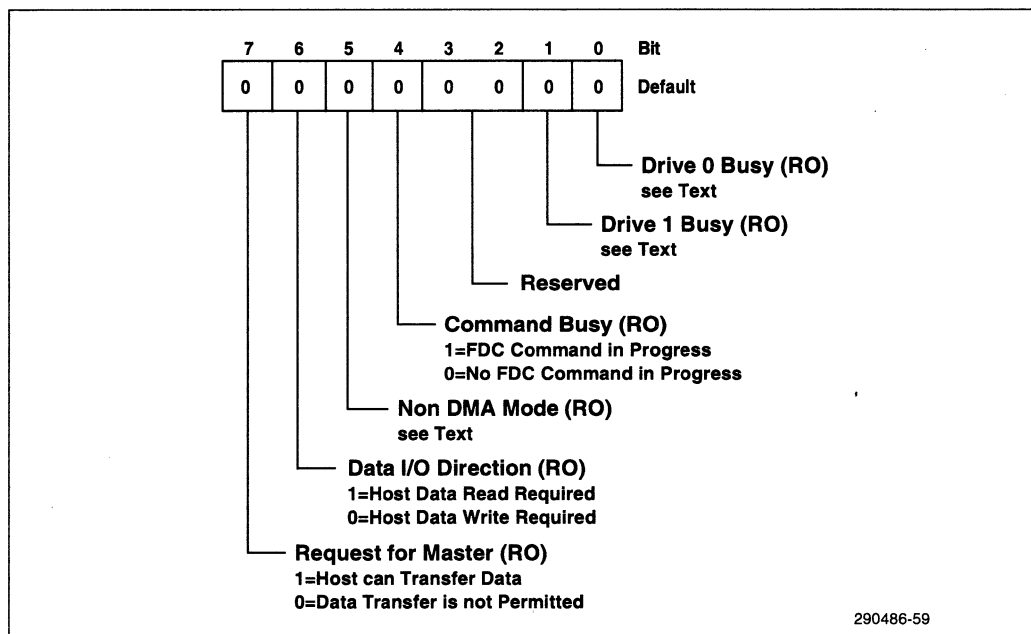 7 6 5 4 3 2 1 0 Bit
0 0 0 0 0 0 0 0 Default
Drive 0 Busy (RO)
see Text
Drive 1 Busy (RO)
see Text
Reserved
Command Busy (RO)
1=FDC Command in Progress
0=No FDC Command in Progress
Non DMA Mode (RO)
see Text
Data I/O Direction (RO)
1=Host Data Read Required
0=Host Data Write Required
Request for Master (RO)
1=Host can Transfer Data
0=Data Transfer is not Permitted
290486-59